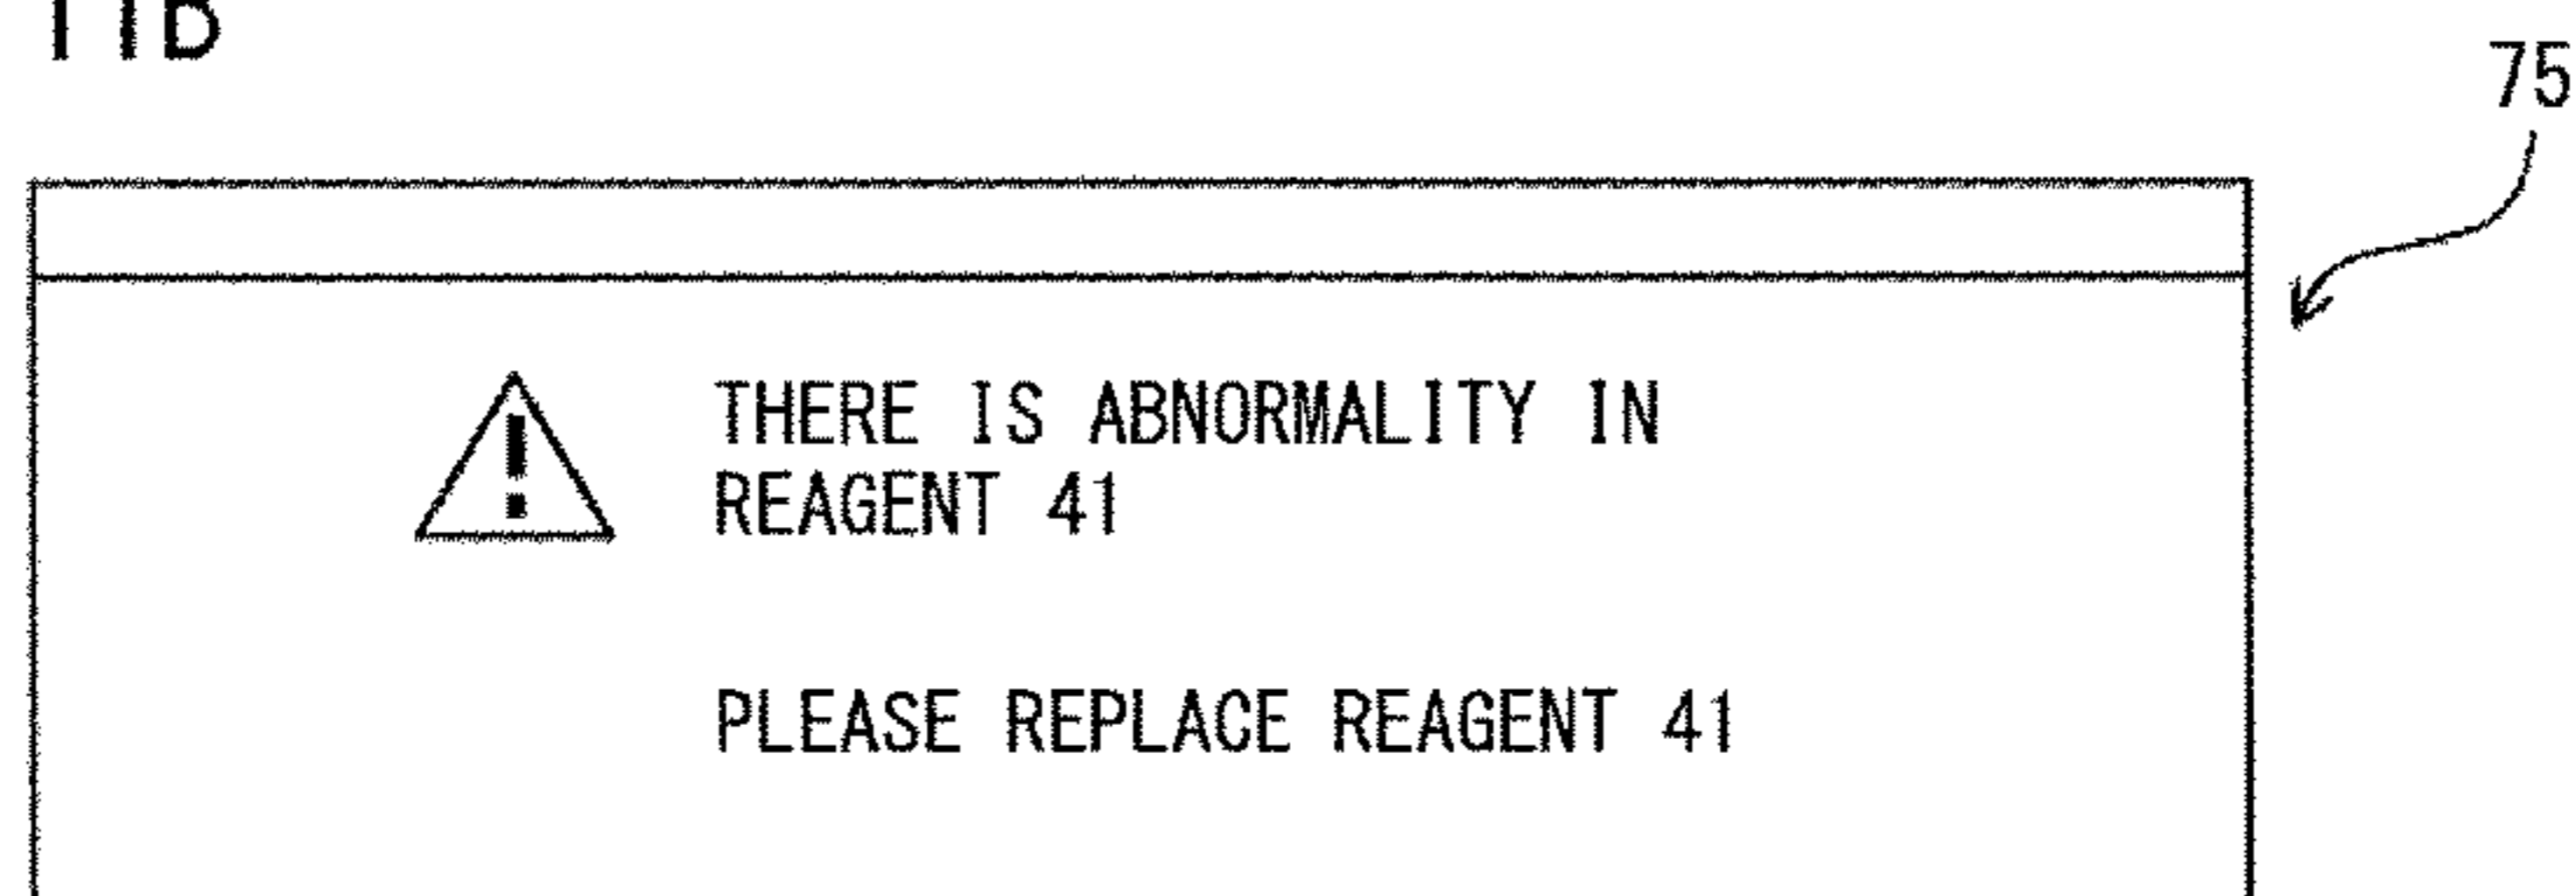 11B
75
THERE IS ABNORMALITY IN
REAGENT 41
PLEASE REPLACE REAGENT 41